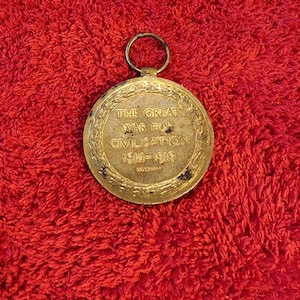 THE GREAT
WAR FOR
CIVILISATION
1914-1919